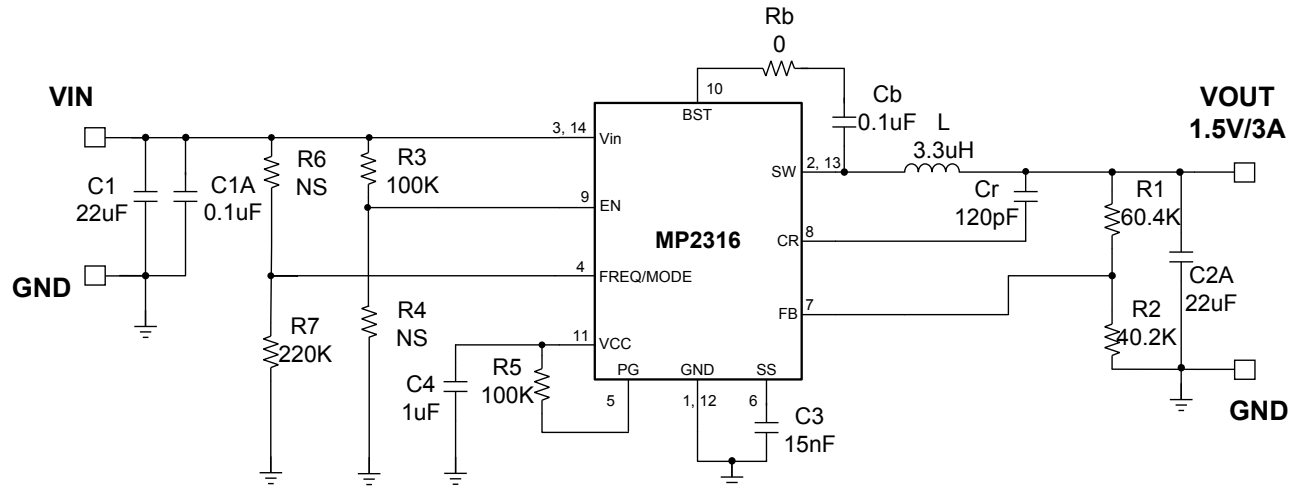 Rb
0
VIN
10
BST
Cb
0.1uF
L
3.3uH
VOUT
1.5V/3A
3, 14
Vin
R6
NS
R3
100K
SW
2, 13
C1
22uF
C1A
0.1uF
Cr
120pF
R1
60.4K
9
EN
MP2316
CR
8
GND
4
FREQ/MODE
C2A
22uF
R7
220K
R4
NS
FB
7
R2
40.2K
11
VCC
C4
1uF
R5
100K
PG
GND
SS
5
1, 12
6
C3
15nF
GND